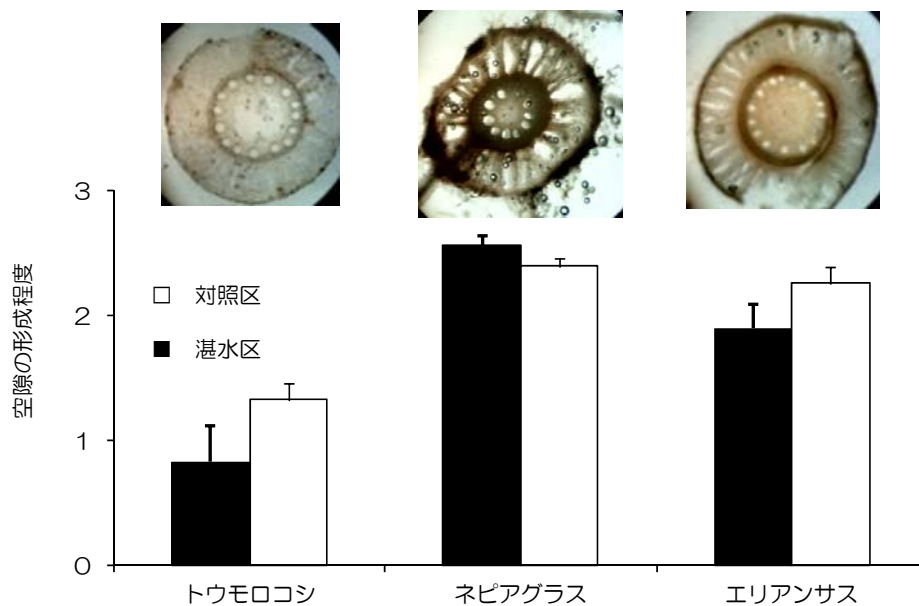 3
2
1
0
空隙の形成程度
対照区
湛水区
トウモロコシ
ネピアグラス
エリアンサス